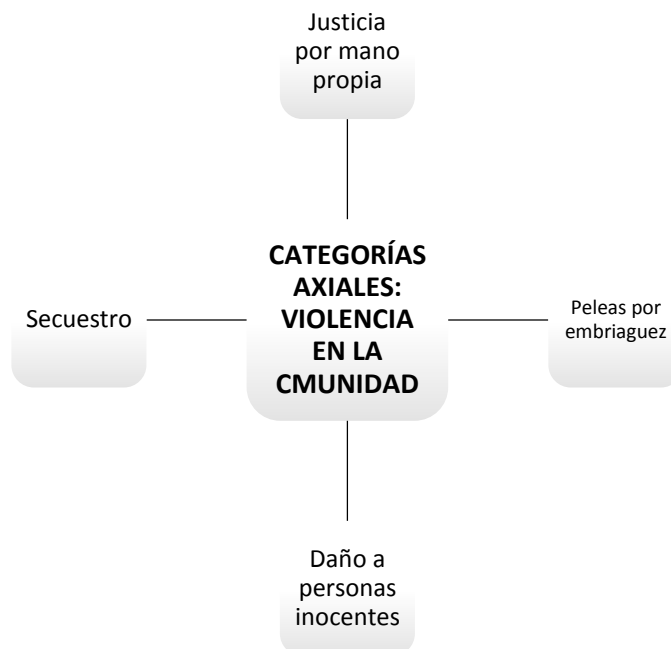 Justicia
por mano
propia
CATEGORÍAS
AXIALES:
VIOLENCIA
EN LA
CMUNIDAD
Secuestro
Peleas por
embriaguez
Daño a
personas
inocentes